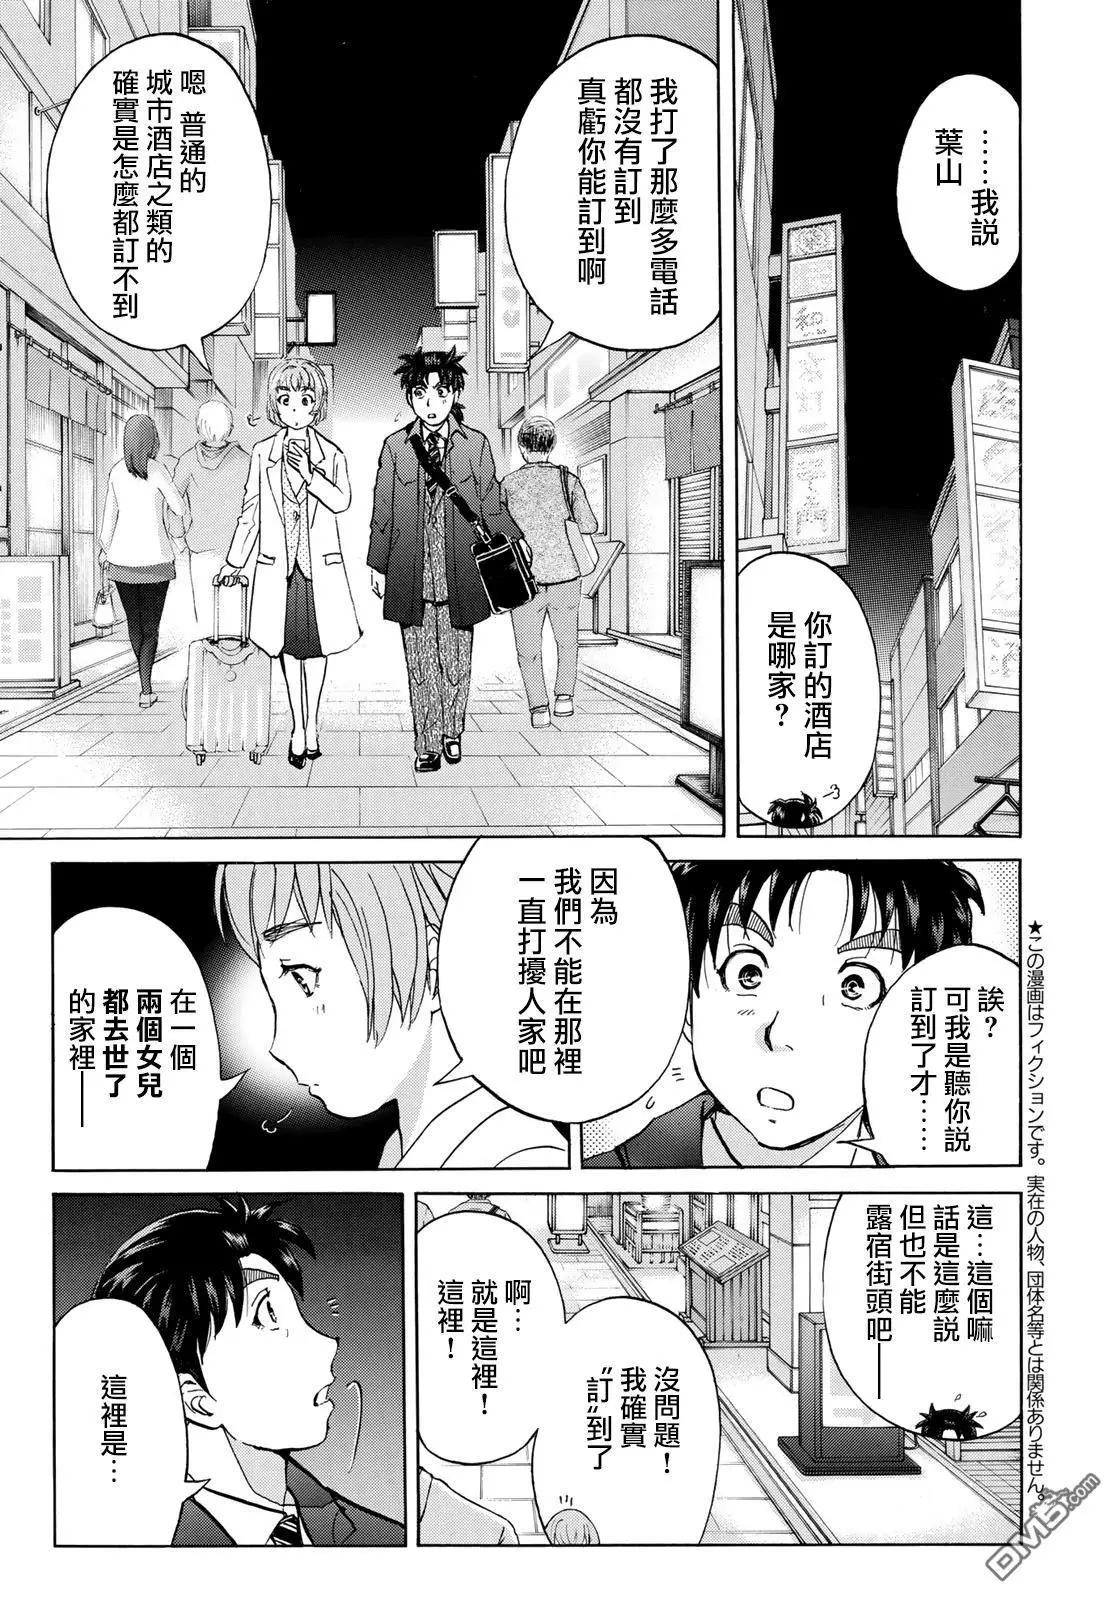 ……我説
葉山
你訂的酒店
是哪家？
我打了那麼多電話
都沒有訂到
真虧你能訂到啊
嗯 普通的
城市酒店之類的
確實是怎麼都訂不到
誒？
可我是聽你說
訂到了才……
因為
我們不能在那裡
一直打擾人家吧
在一個
兩個女兒
都去世了
的家裡——
這…這個嘛
話是這麼說
但也不能
露宿街頭吧——
沒問題！
我確實
“訂”到了
啊…
就是這裡！
這裡！
這裡是…
★この漫画はフィクションです。実在の人物、団体名等とは関係ありません。
DM5.com